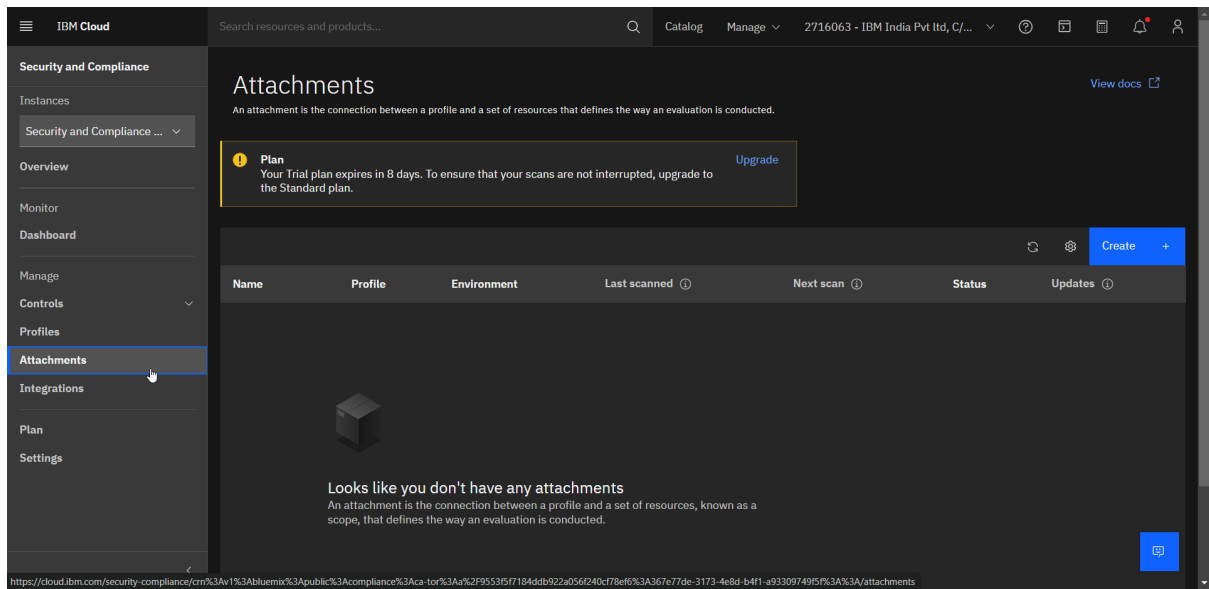 IBM Cloud
Search resources and products...
Catalog
Manage
2716063 - IBM India Pvt ltd, C/...
Security and Compliance
Instances
Security and Compliance ...
Overview
Monitor
Dashboard
Manage
Controls
Profiles
Attachments
Integrations
Plan
Settings
Attachments
View docs
An attachment is the connection between a profile and a set of resources that defines the way an evaluation is conducted.
Plan
Upgrade
Your Trial plan expires in 8 days. To ensure that your scans are not interrupted, upgrade to
the Standard plan.
Create +
Name Profile Environment Last scanned Next scan Status Updates
Looks like you don't have any attachments
An attachment is the connection between a profile and a set of resources, known as a
scope, that defines the way an evaluation is conducted.
https://cloud.ibm.com/security-compliance/crn%3Av1%3Abluemix%3Apublic%3Acompliance%3Aca-tor%3Aa%2F9553f5f7184ddb922a056f240cf78ef6%3A367e77de-3173-4e8d-b4f1-a93309749f5f%3A%3A/attachments